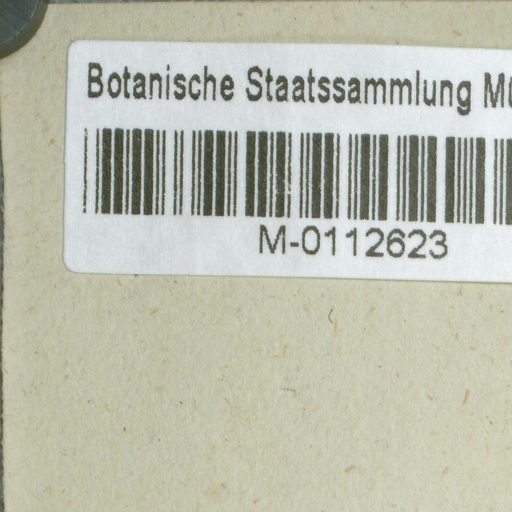 Botanische Staatssammlung
M-0112623